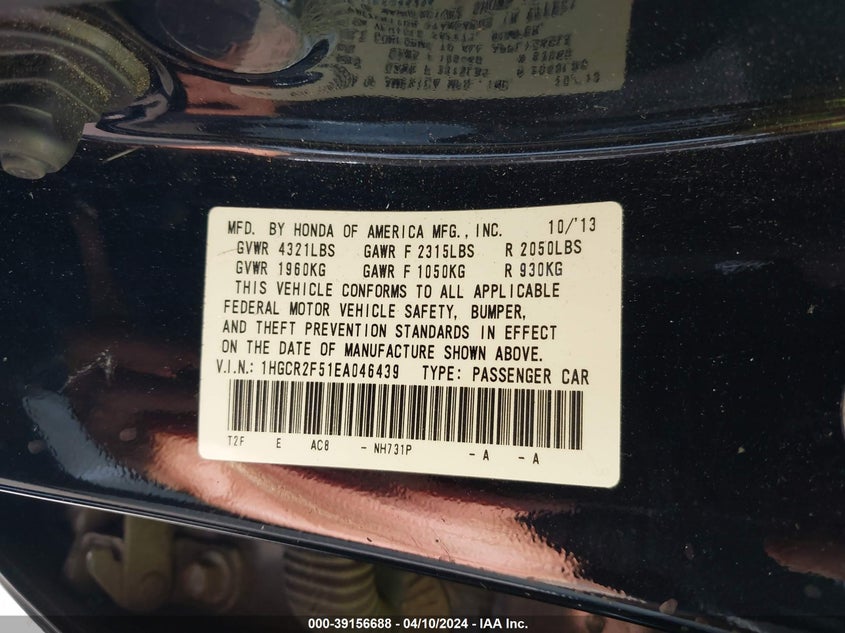 MFD. BY HONDA OF AMERICA MFG., INC. 10/'13
GVWR 4321LBS GAWR F 2315LBS R 2050LBS
GVWR 1960KG GAWR F 1050KG R 930KG
THIS VEHICLE CONFORMS TO ALL APPLICABLE
FEDERAL MOTOR VEHICLE SAFETY, BUMPER,
AND THEFT PREVENTION STANDARDS IN EFFECT
ON THE DATE OF MANUFACTURE SHOWN ABOVE.
V.I.N.: 1HGCR2F51EA046439 TYPE: PASSENGER CAR
T2F E AC8 - NH731P - A - A
000-39156688 - 04/10/2024 - IAA Inc.